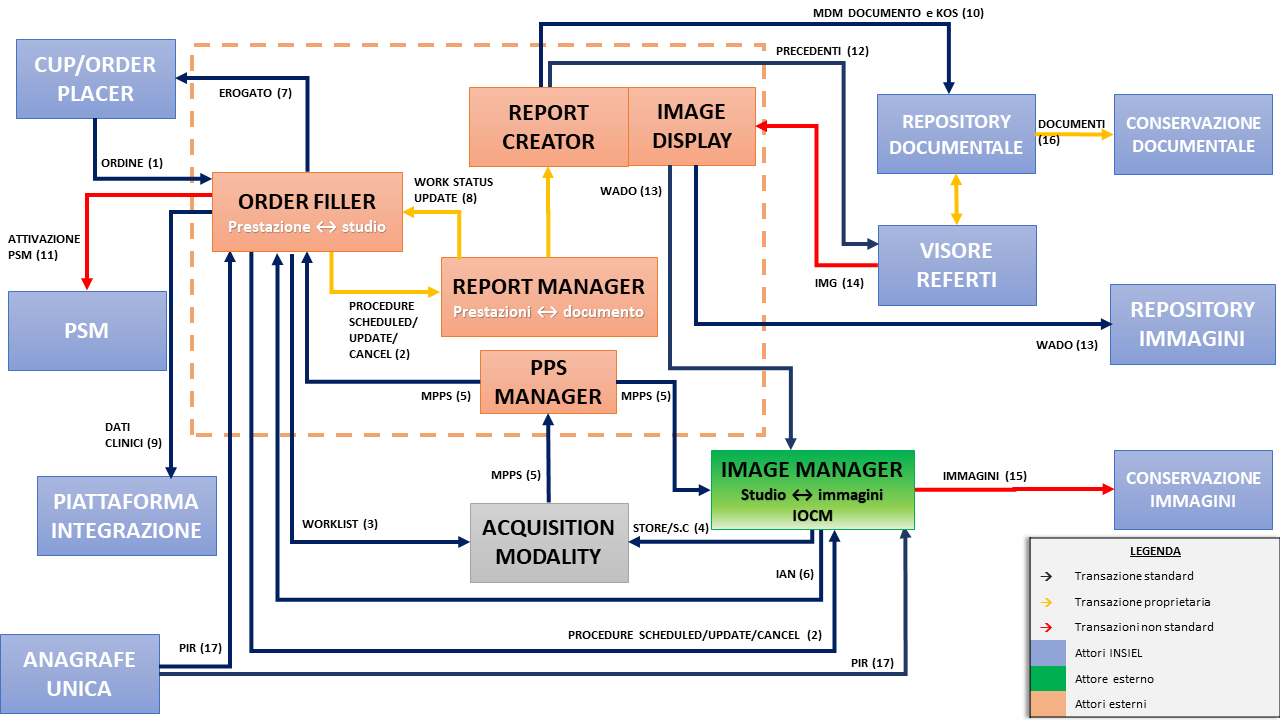 MDM DOCUMENTO e KOS (10)
PRECEDENTI (12)
CUP/ORDER
PLACER
EROGATO (7)
ORDINE (1)
REPORT
CREATOR
IMAGE
DISPLAY
REPOSITORY
DOCUMENTALE
DOCUMENTI
(16)
CONSERVAZIONE
DOCUMENTALE
ORDER FILLER
Prestazione ↔ studio
WORK STATUS
UPDATE (8)
WADO (13)
ATTIVAZIONE
PSM (11)
VISORE
REFERTI
IMG (14)
REPORT MANAGER
Prestazioni ↔ documento
PSM
PROCEDURE
SCHEDULED/
UPDATE/
CANCEL (2)
REPOSITORY
IMMAGINI
WADO (13)
PPS
MANAGER
MPPS (5)
MPPS (5)
DATI
CLINICI (9)
PIATTAFORMA
INTEGRAZIONE
MPPS (5)
IMAGE MANAGER
Studio ↔ immagini
IOCM
IMMAGINI (15)
CONSERVAZIONE
IMMAGINI
WORKLIST (3)
ACQUISITION
MODALITY
STORE/S.C (4)
IAN (6)
PROCEDURE SCHEDULED/UPDATE/CANCEL (2)
PIR (17)
PIR (17)
ANAGRAFE
UNICA
LEGENDA
Transazione standard
Transazione proprietaria
Transazioni non standard
Attori INSIEL
Attore esterno
Attori esterni